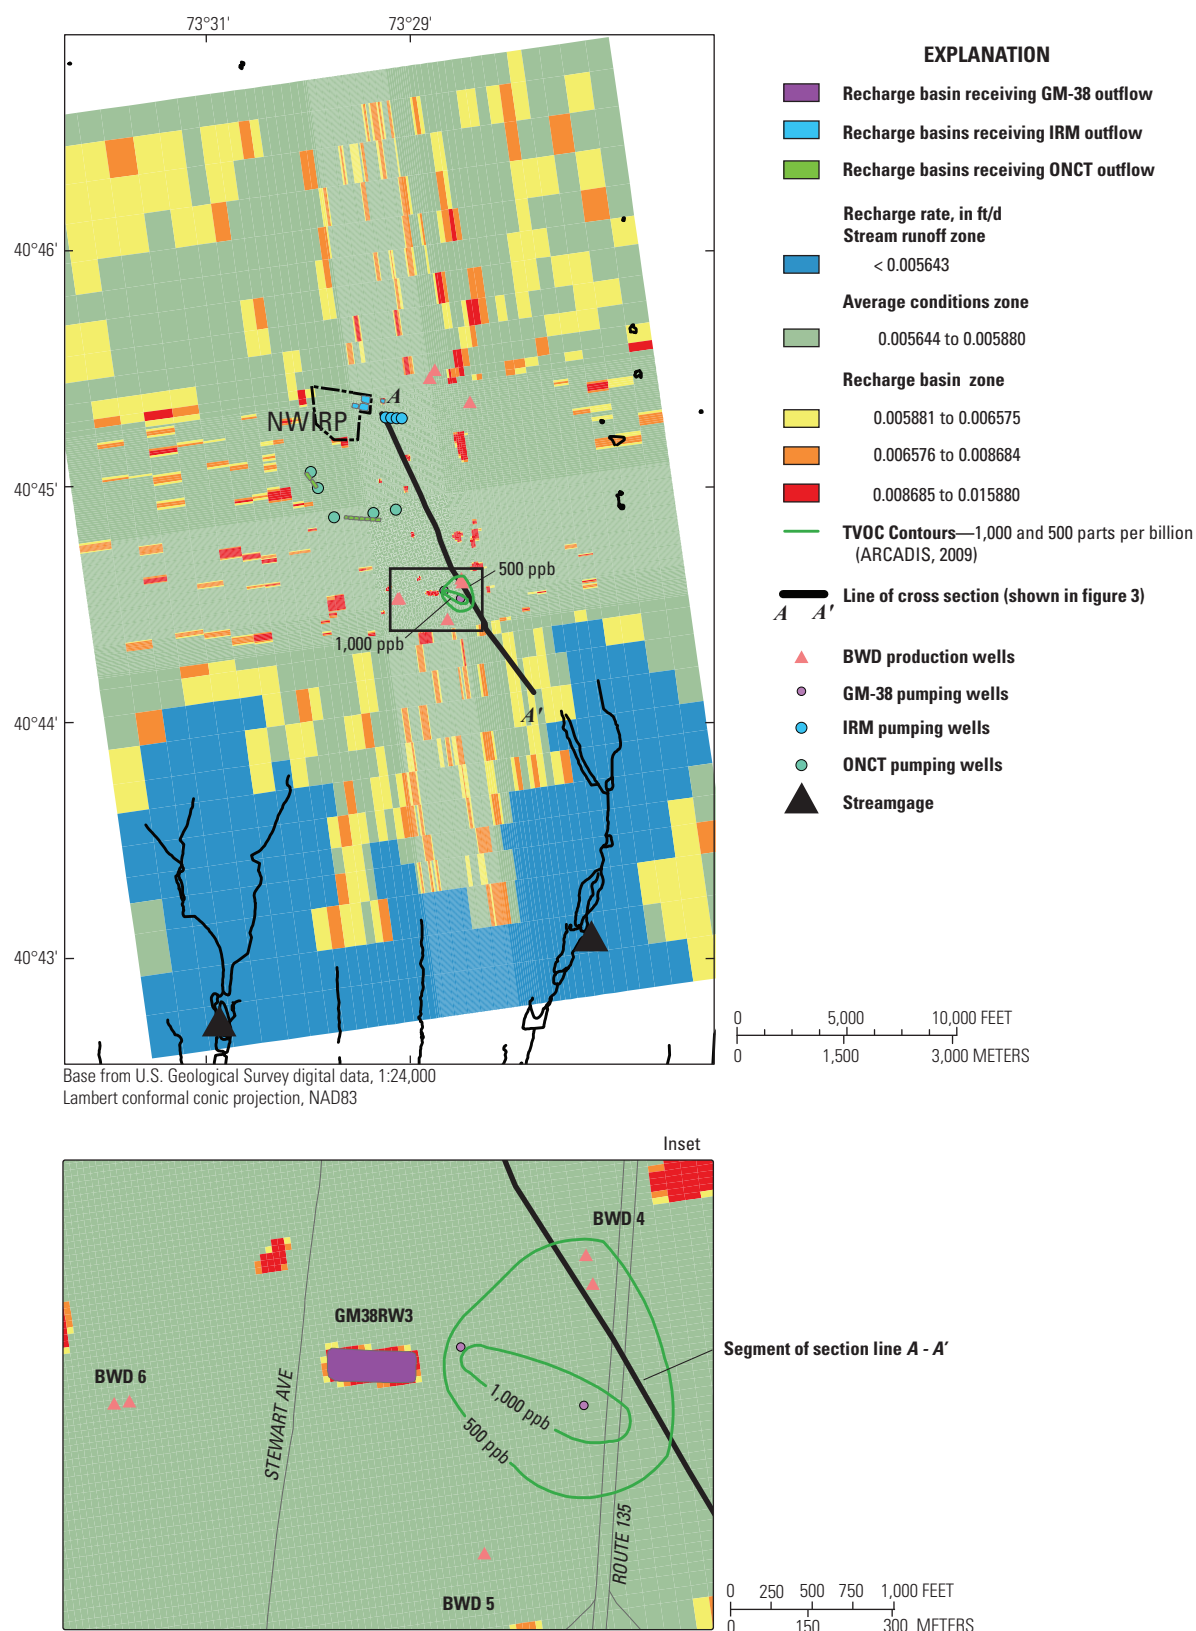 73°31'
73°29'
40°46'
40°45'
40°44'
40°43'
NWIRP
A
500 ppb
1,000 ppb
A'
Base from U.S. Geological Survey digital data, 1:24,000
Lambert conformal conic projection, NAD83
EXPLANATION
Recharge basin receiving GM-38 outflow
Recharge basins receiving IRM outflow
Recharge basins receiving ONCT outflow
Recharge rate, in ft/d
Stream runoff zone
< 0.005643
Average conditions zone
0.005644 to 0.005880
Recharge basin zone
0.005881 to 0.006575
0.006576 to 0.008684
0.008685 to 0.015880
TVOC Contours—1,000 and 500 parts per billion
(ARCADIS, 2009)
Line of cross section (shown in figure 3)
A A'
BWD production wells
GM-38 pumping wells
IRM pumping wells
ONCT pumping wells
Streamgage
0 5,000 10,000 FEET
0 1,500 3,000 METERS
Inset
BWD 4
GM38RW3
BWD 6
STEWART AVE
1,000 ppb
500 ppb
ROUTE 135
BWD 5
Segment of section line A - A'
0 250 500 750 1,000 FEET
0 150 300 METERS